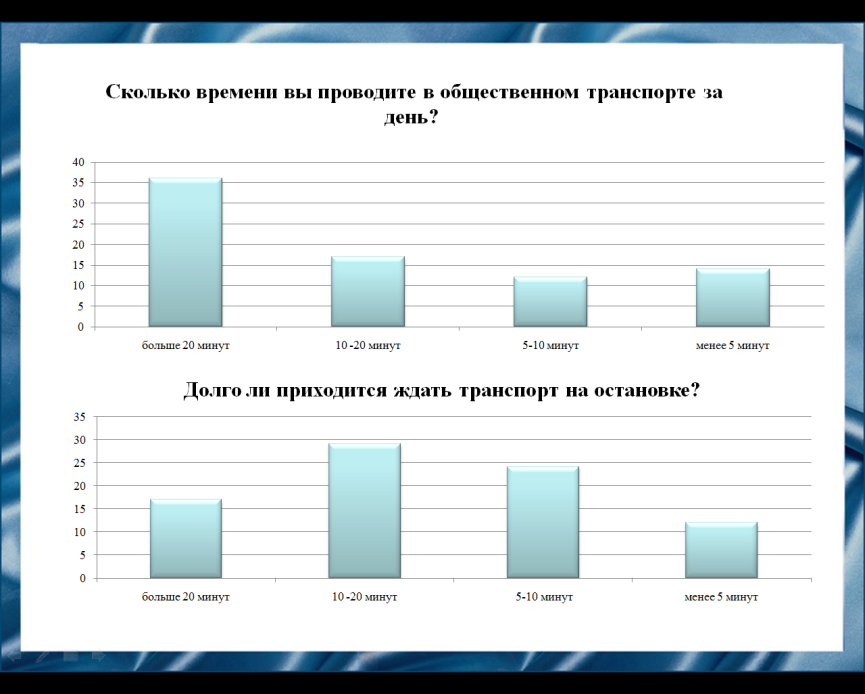 Сколько времени вы проводите в общественном транспорте за
день?
40
35
30
25
20
15
10
5
0
больше 20 минут
10 -20 минут
5-10 минут
менее 5 минут
Долго ли приходится ждать транспорт на остановке?
35
30
25
20
15
10
5
0
больше 20 минут
10 -20 минут
5-10 минут
менее 5 минут